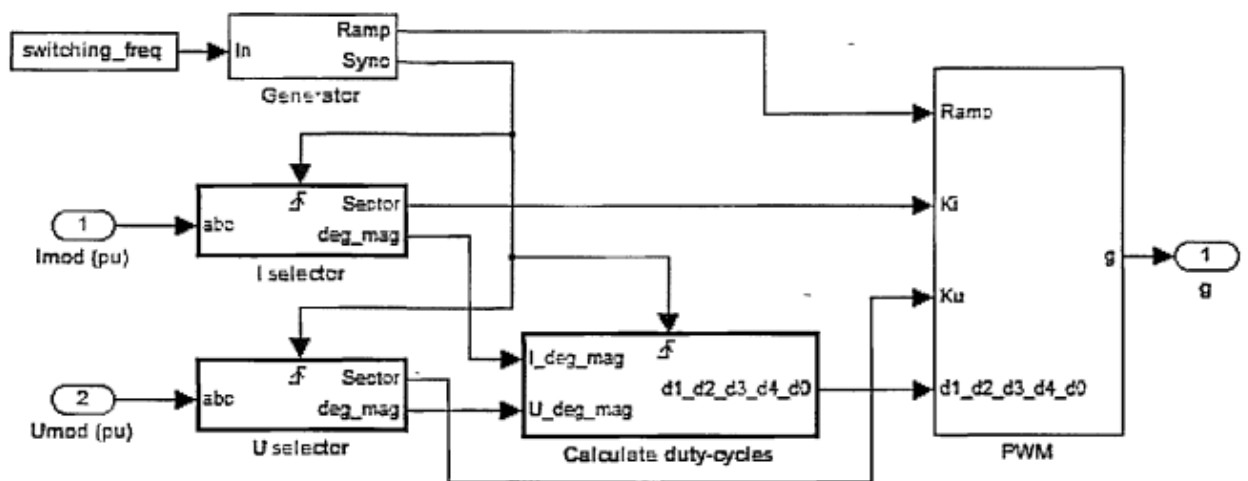 switching_freq
In
Ramp
Sync
Generator
Ramp
abc
Sector
deg_mag
Ki
1
Imod (pu)
I selector
g
1
g
Ku
I_deg_mag
abc
Sector
deg_mag
d1_d2_d3_d4_d0
U_deg_mag
d1_d2_d3_d4_d0
2
Umod (pu)
U selector
Calculate duty-cycles
PWM